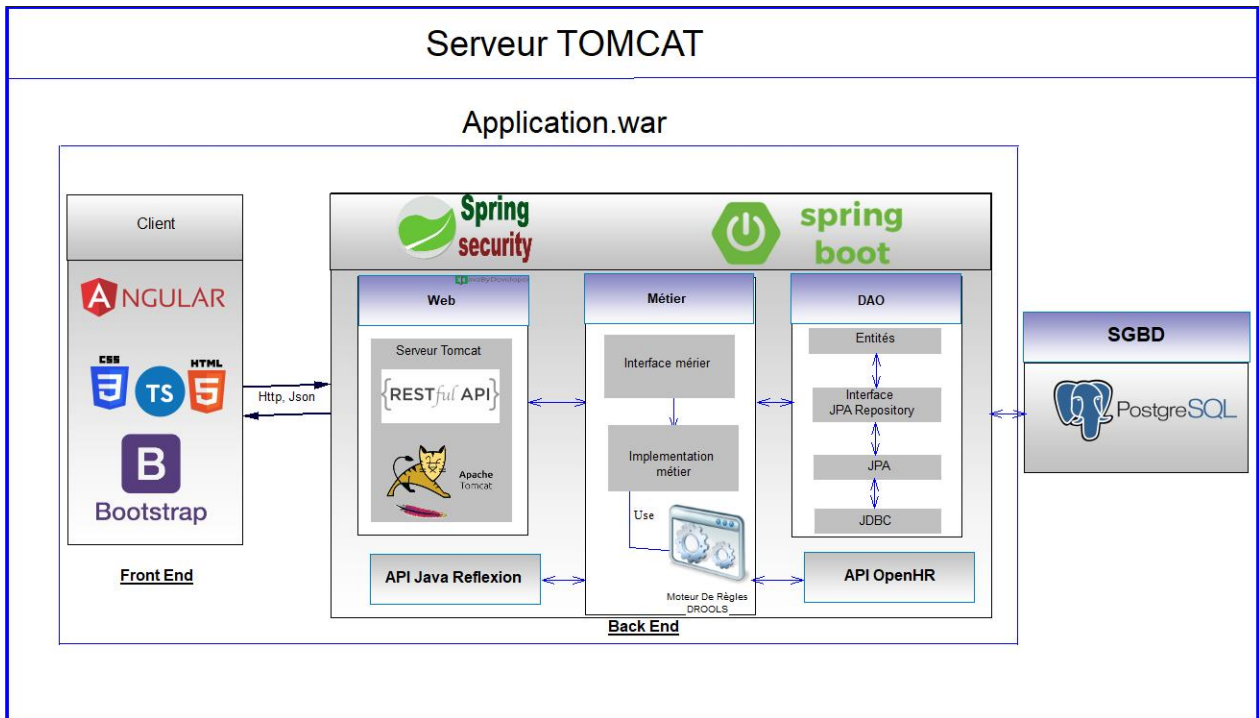 Serveur TOMCAT
Application.war
Client
ANGULAR
CSS
3
TS
HTML
5
B
Bootstrap
Front End
Http, Json
Spring
security
spring
boot
Web
Serveur Tomcat
{RESTful API}
Apache
Tomcat
API Java Reflexion
Métier
Interface mérier
Implementation
métier
Use
Moteur De Règles
DROOLS
Back End
DAO
Entités
Interface
JPA Repository
JPA
JDBC
API OpenHR
SGBD
PostgreSQL